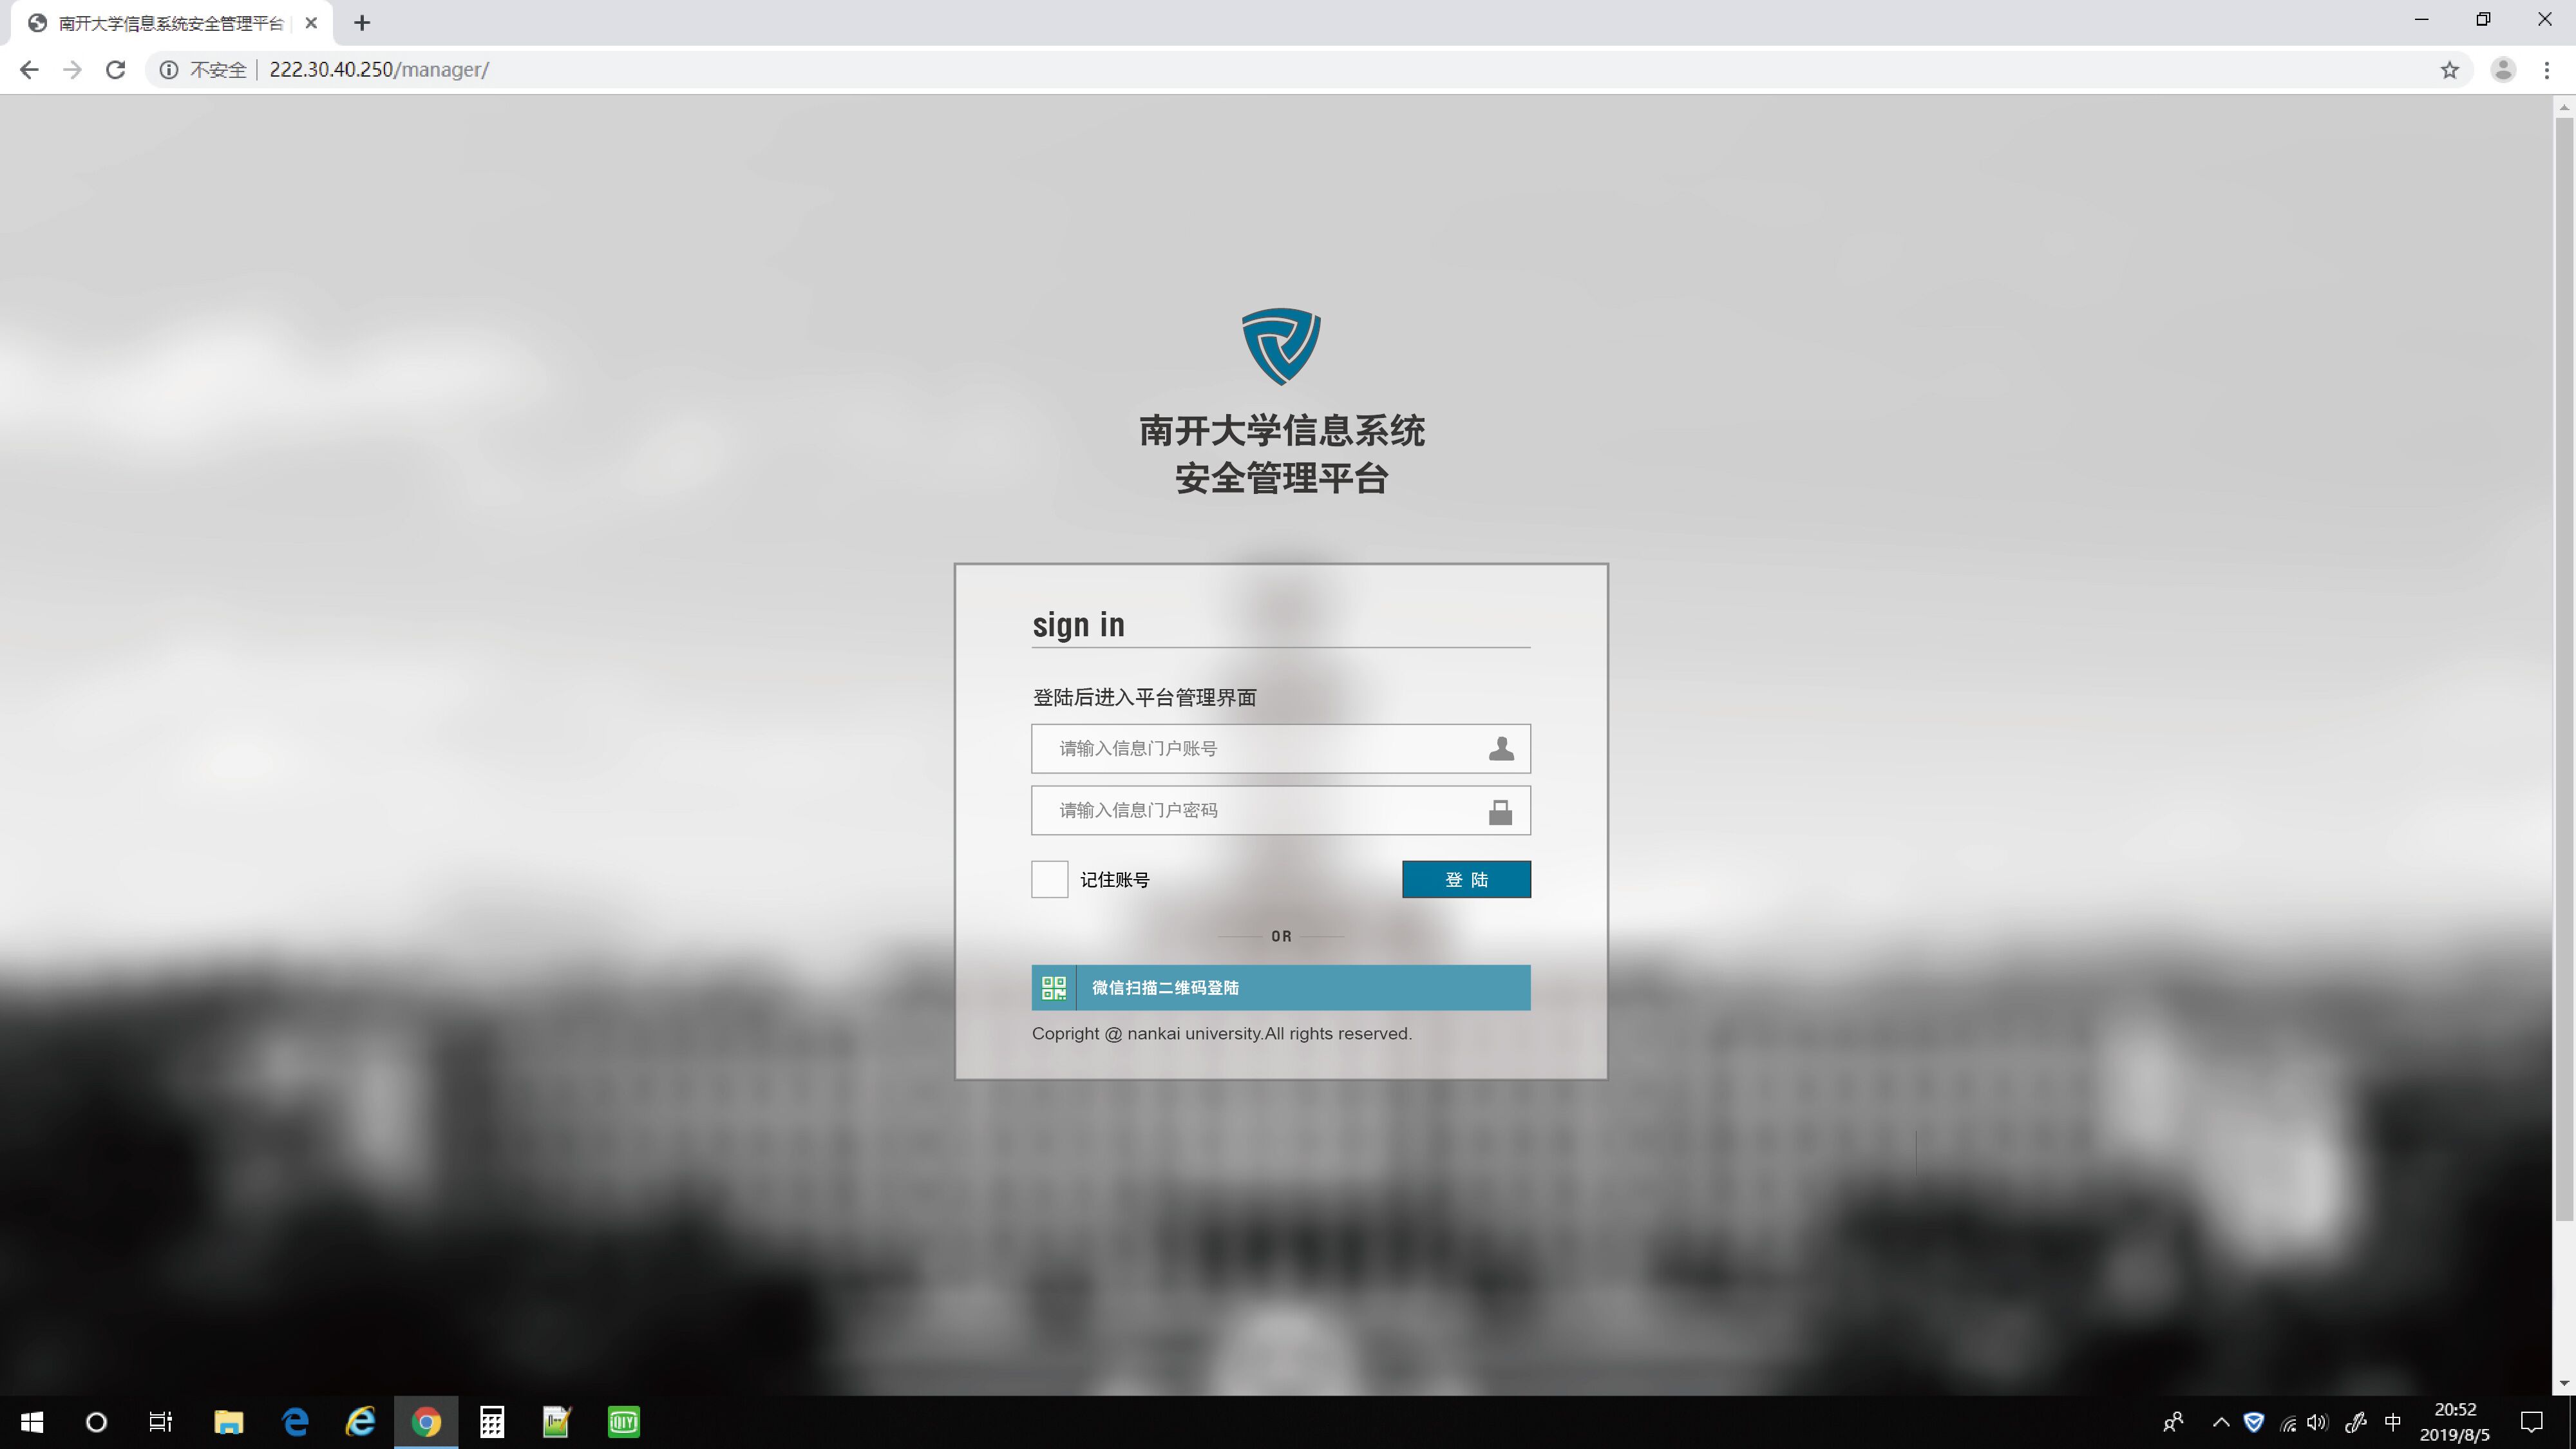 南开大学信息系统安全管理平台
不安全 | 222.30.40.250/manager/
南开大学信息系统
安全管理平台
sign in
登陆后进入平台管理界面
请输入信息门户账号
请输入信息门户密码
记住账号
登 陆
OR
微信扫描二维码登陆
Copright @ nankai university.All rights reserved.
QIYI
中
20:52
2019/8/5